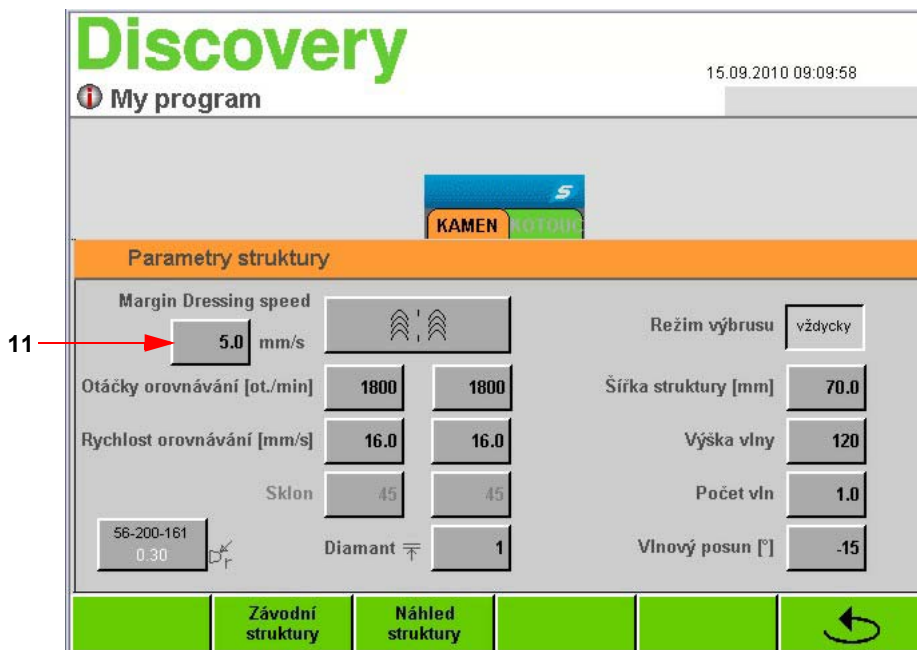 Discovery
15.09.2010 09:09:58
My program
KAMEN KOTOUČ
Parametry struktury
Margin Dressing speed
11
5.0 mm/s
Režim výbrusu vždycky
Otáčky orovnávání [ot./min] 1800 1800
Šířka struktury [mm] 70.0
Rychlost orovnávání [mm/s] 16.0 16.0
Výška vlny 120
Sklon 45 45
Počet vln 1.0
56-200-161
0.30
r
Diamant 1
Vlnový posun [°] -15
Závodní struktury
Náhled struktury